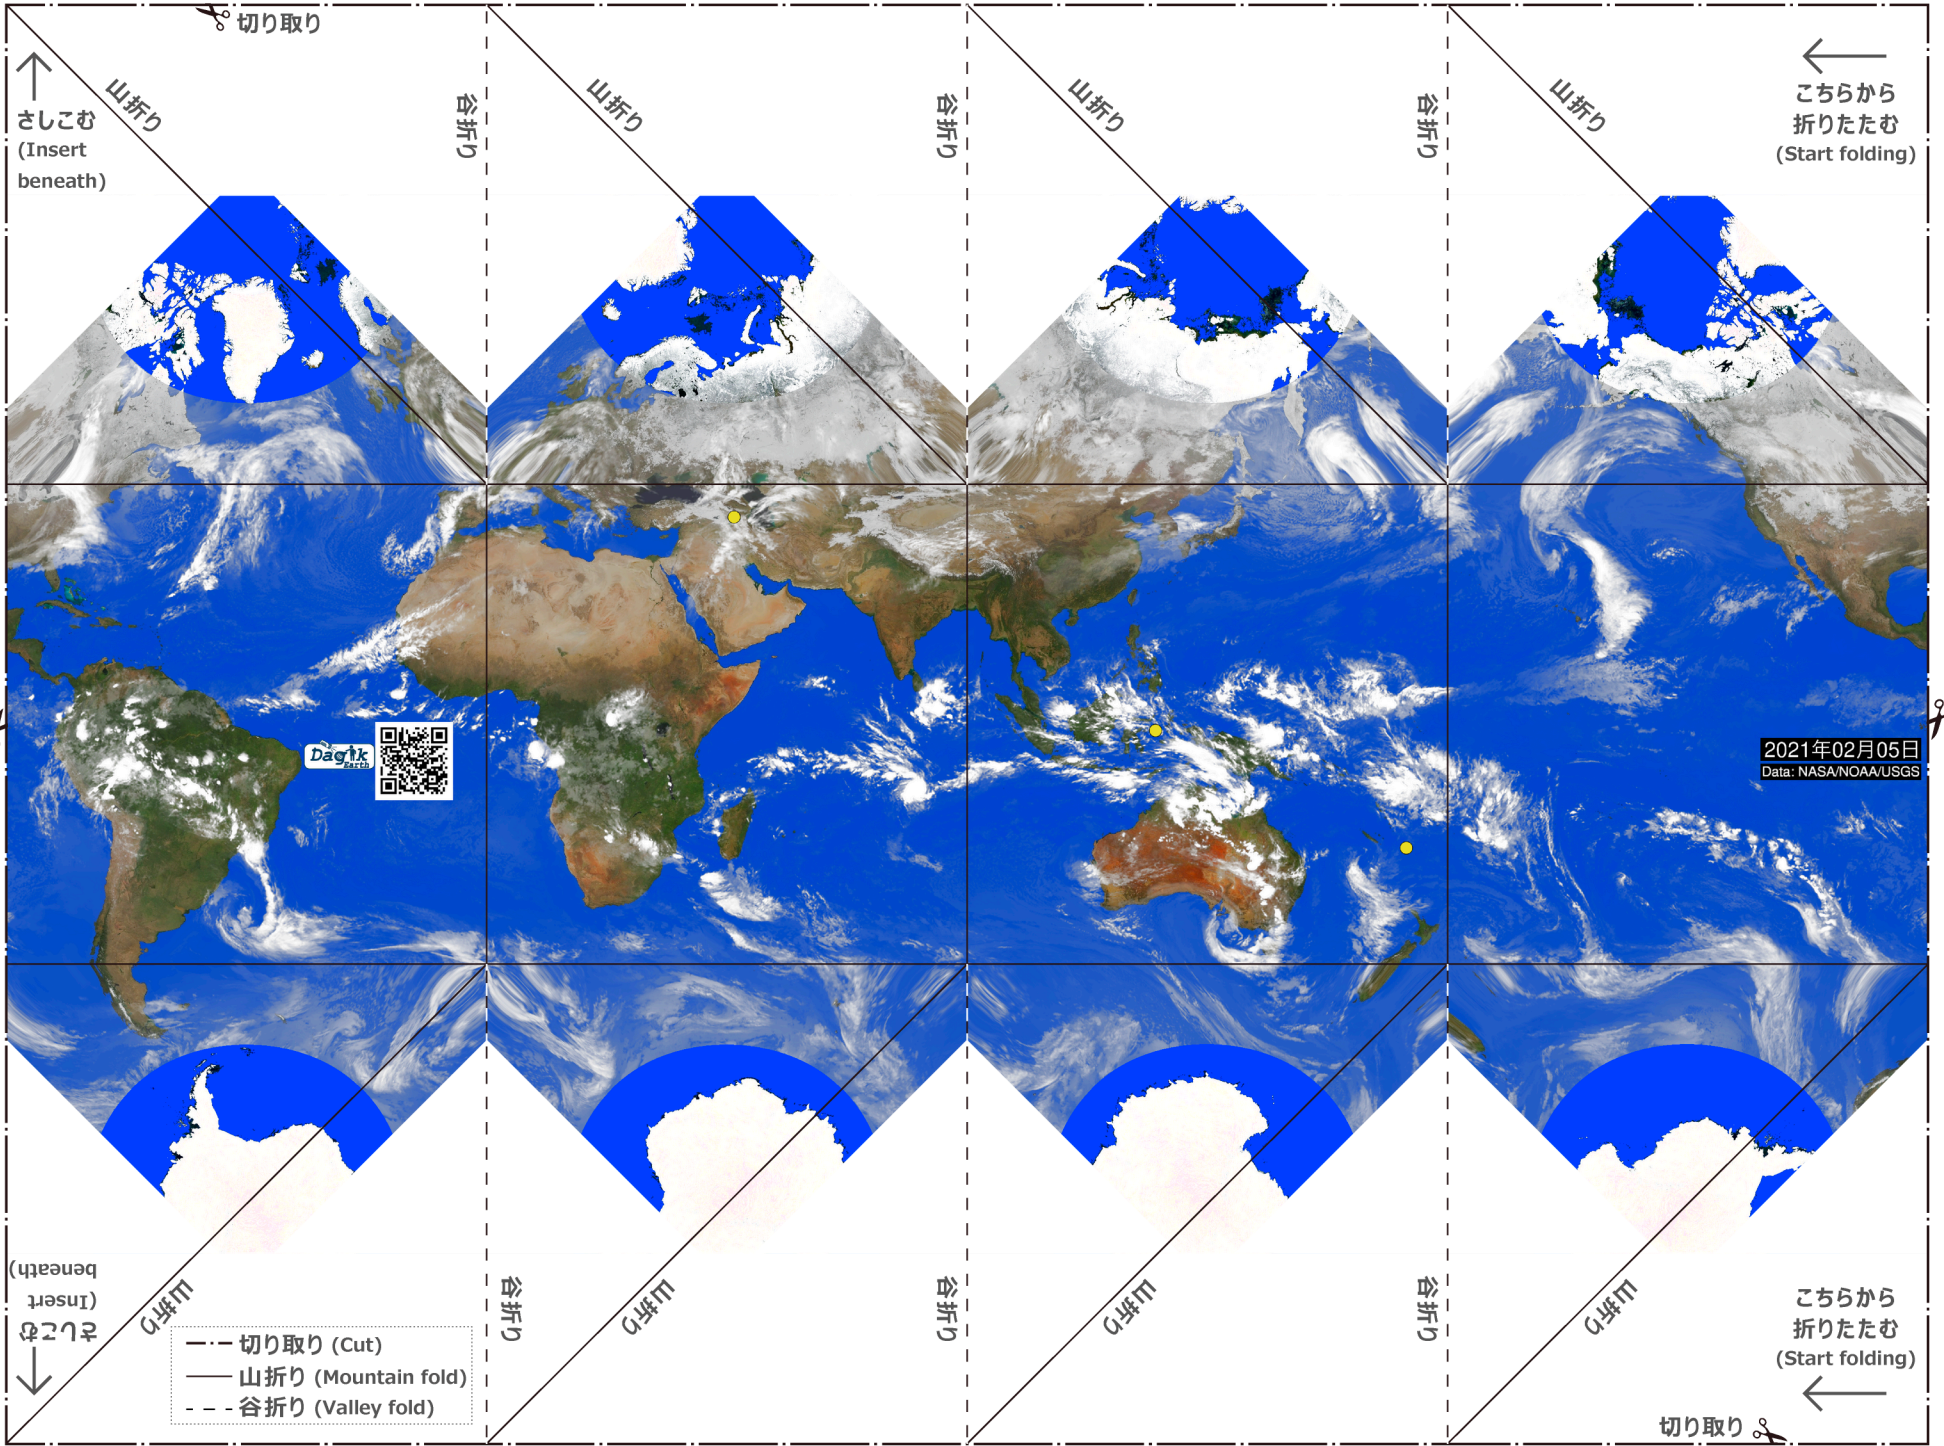 切り取り
山折り
谷折り
山折り
谷折り
山折り
谷折り
山折り
さしこむ
(Insert
beneath)
こちらから
折りたたむ
(Start folding)
Dagik
Earth
2021年02月05日
Data: NASA/NOAA/USGS
さしこむ
(Insert
beneath)
山折り
谷折り
山折り
谷折り
山折り
谷折り
山折り
切り取り (Cut)
山折り (Mountain fold)
谷折り (Valley fold)
こちらから
折りたたむ
(Start folding)
切り取り